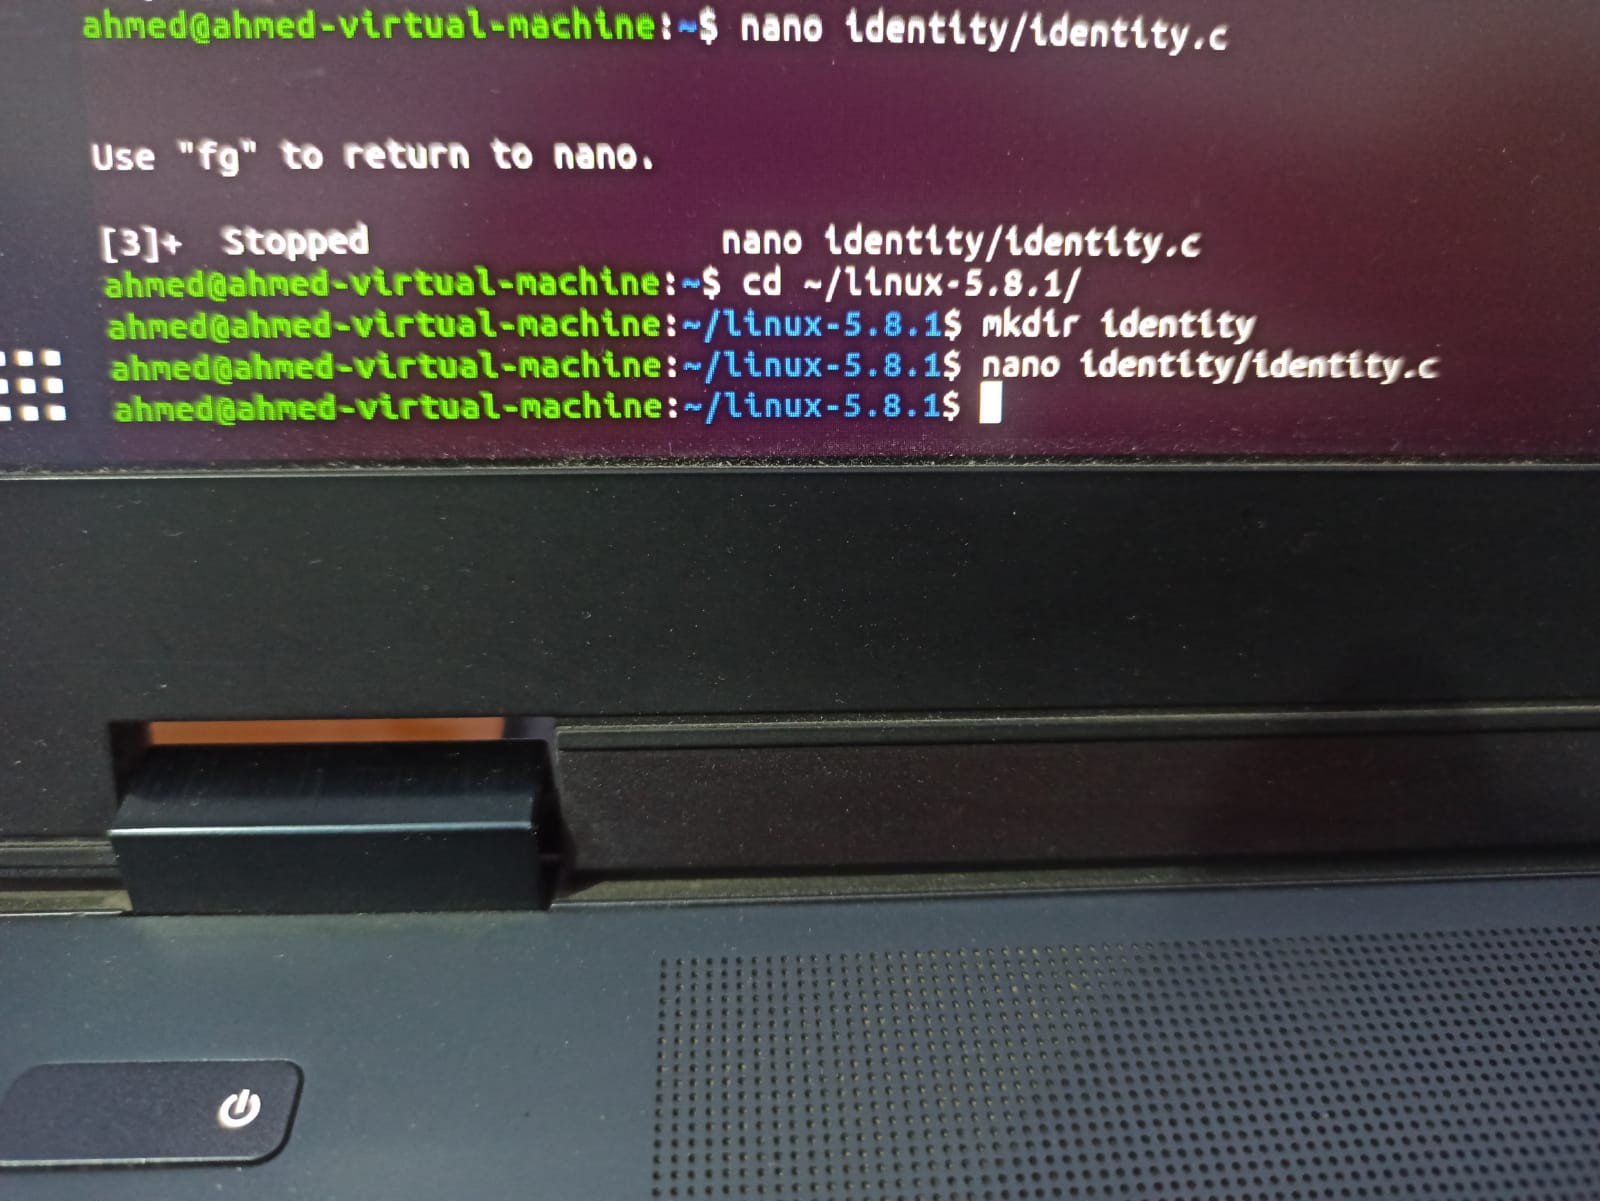 ahmed@ahmed-virtual-machine:~$ nano identity/identity.c
Use "fg" to return to nano.
[3]+  Stopped                 nano identity/identity.c
ahmed@ahmed-virtual-machine:~$ cd ~/linux-5.8.1/
ahmed@ahmed-virtual-machine:~/linux-5.8.1$ mkdir identity
ahmed@ahmed-virtual-machine:~/linux-5.8.1$ nano identity/identity.c
ahmed@ahmed-virtual-machine:~/linux-5.8.1$